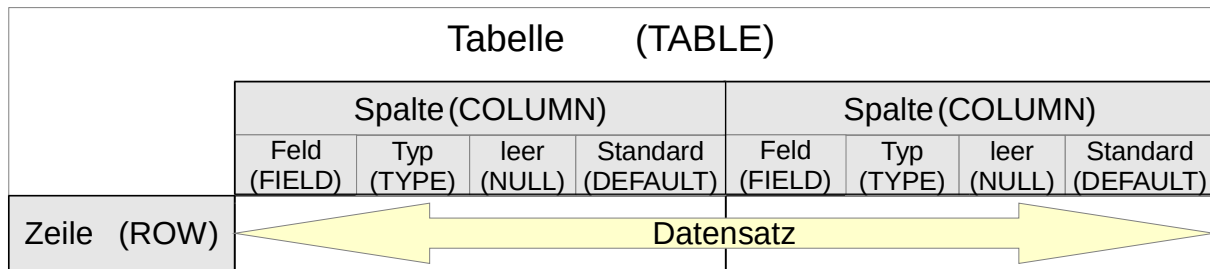 Tabelle (TABLE)
Spalte (COLUMN) Spalte (COLUMN)
Feld Typ leer Standard Feld Typ leer Standard
(FIELD) (TYPE) (NULL) (DEFAULT) (FIELD) (TYPE) (NULL) (DEFAULT)
Zeile (ROW) Datensatz